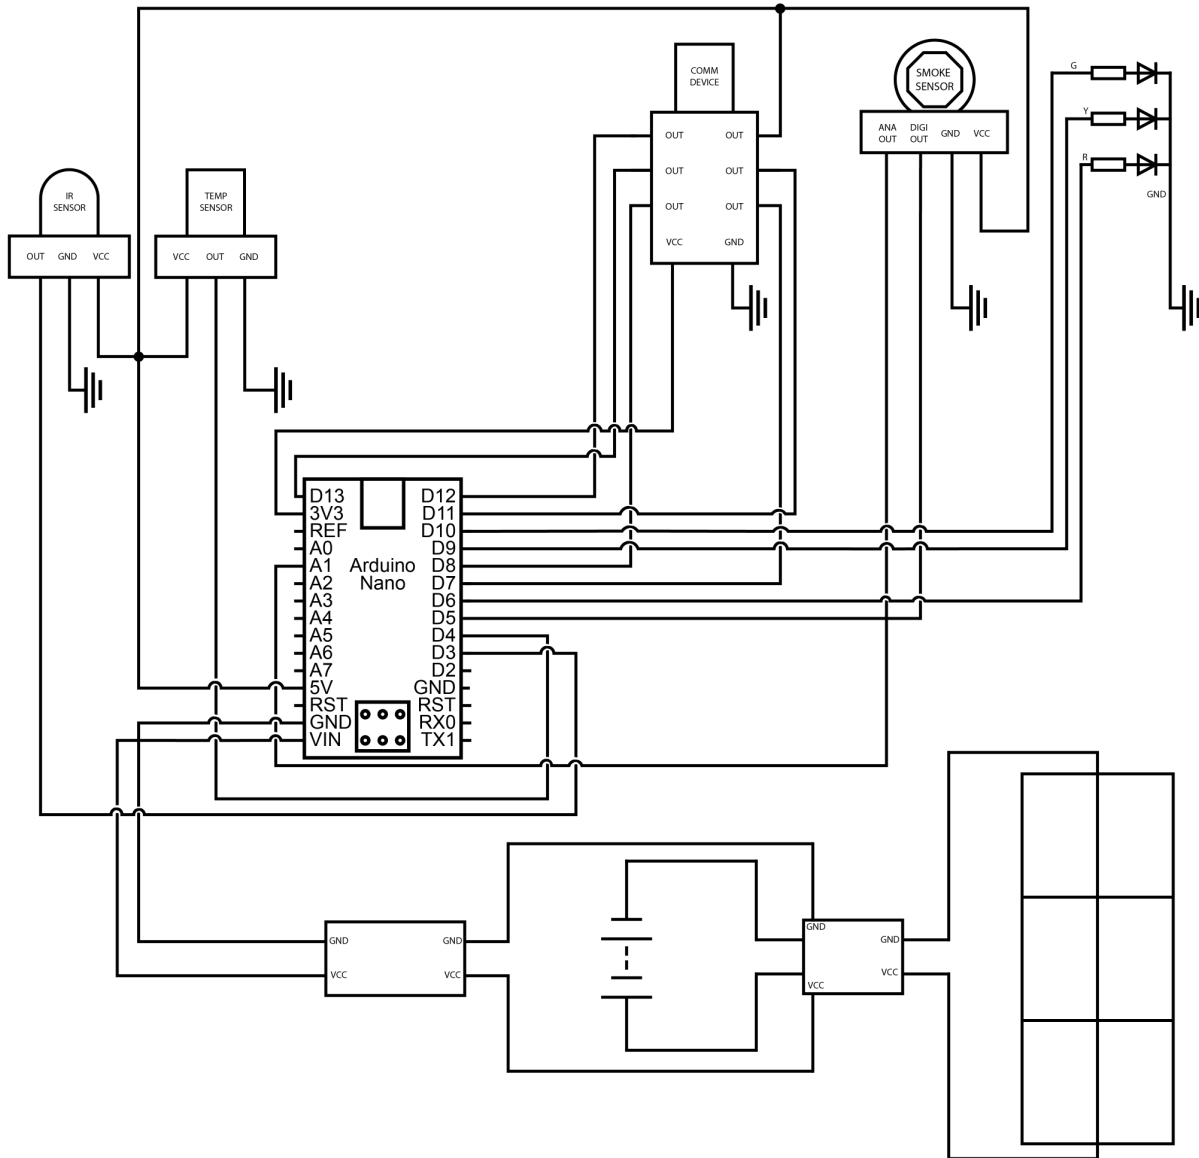 COMM
DEVICE
SMOKE
SENSOR
G
Y
R
GND
OUT OUT
OUT OUT
OUT OUT
VCC GND
ANA
OUT
DIGI
OUT
GND
VCC
IR
SENSOR
OUT GND VCC
TEMP
SENSOR
VCC OUT GND
Arduino
Nano
D13 D12
3V3 D11
REF D10
A0 D9
A1 D8
A2 D7
A3 D6
A4 D5
A5 D4
A6 D3
A7 D2
5V GND
RST RST
GND RX0
VIN TX1
GND GND
VCC VCC
GND
GND
VCC
VCC